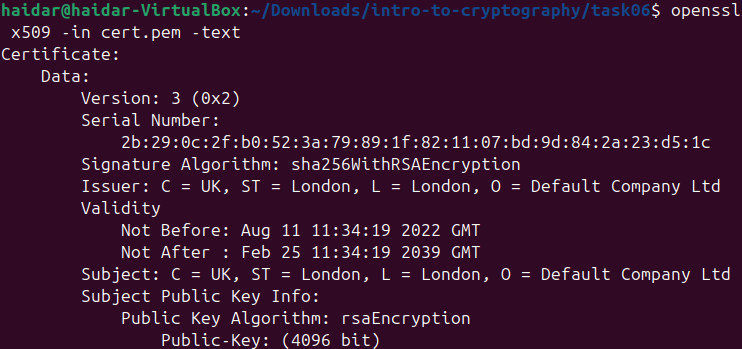 haidar@haidar-VirtualBox:~/Downloads/intro-to-cryptography/task06$ openssl
 x509 -in cert.pem -text
Certificate:
    Data:
        Version: 3 (0x2)
        Serial Number:
            2b:29:0c:2f:b0:52:3a:79:89:1f:82:11:07:bd:9d:84:2a:23:d5:1c
        Signature Algorithm: sha256WithRSAEncryption
        Issuer: C = UK, ST = London, L = London, O = Default Company Ltd
        Validity
            Not Before: Aug 11 11:34:19 2022 GMT
            Not After : Feb 25 11:34:19 2039 GMT
        Subject: C = UK, ST = London, L = London, O = Default Company Ltd
        Subject Public Key Info:
            Public Key Algorithm: rsaEncryption
                Public-Key: (4096 bit)